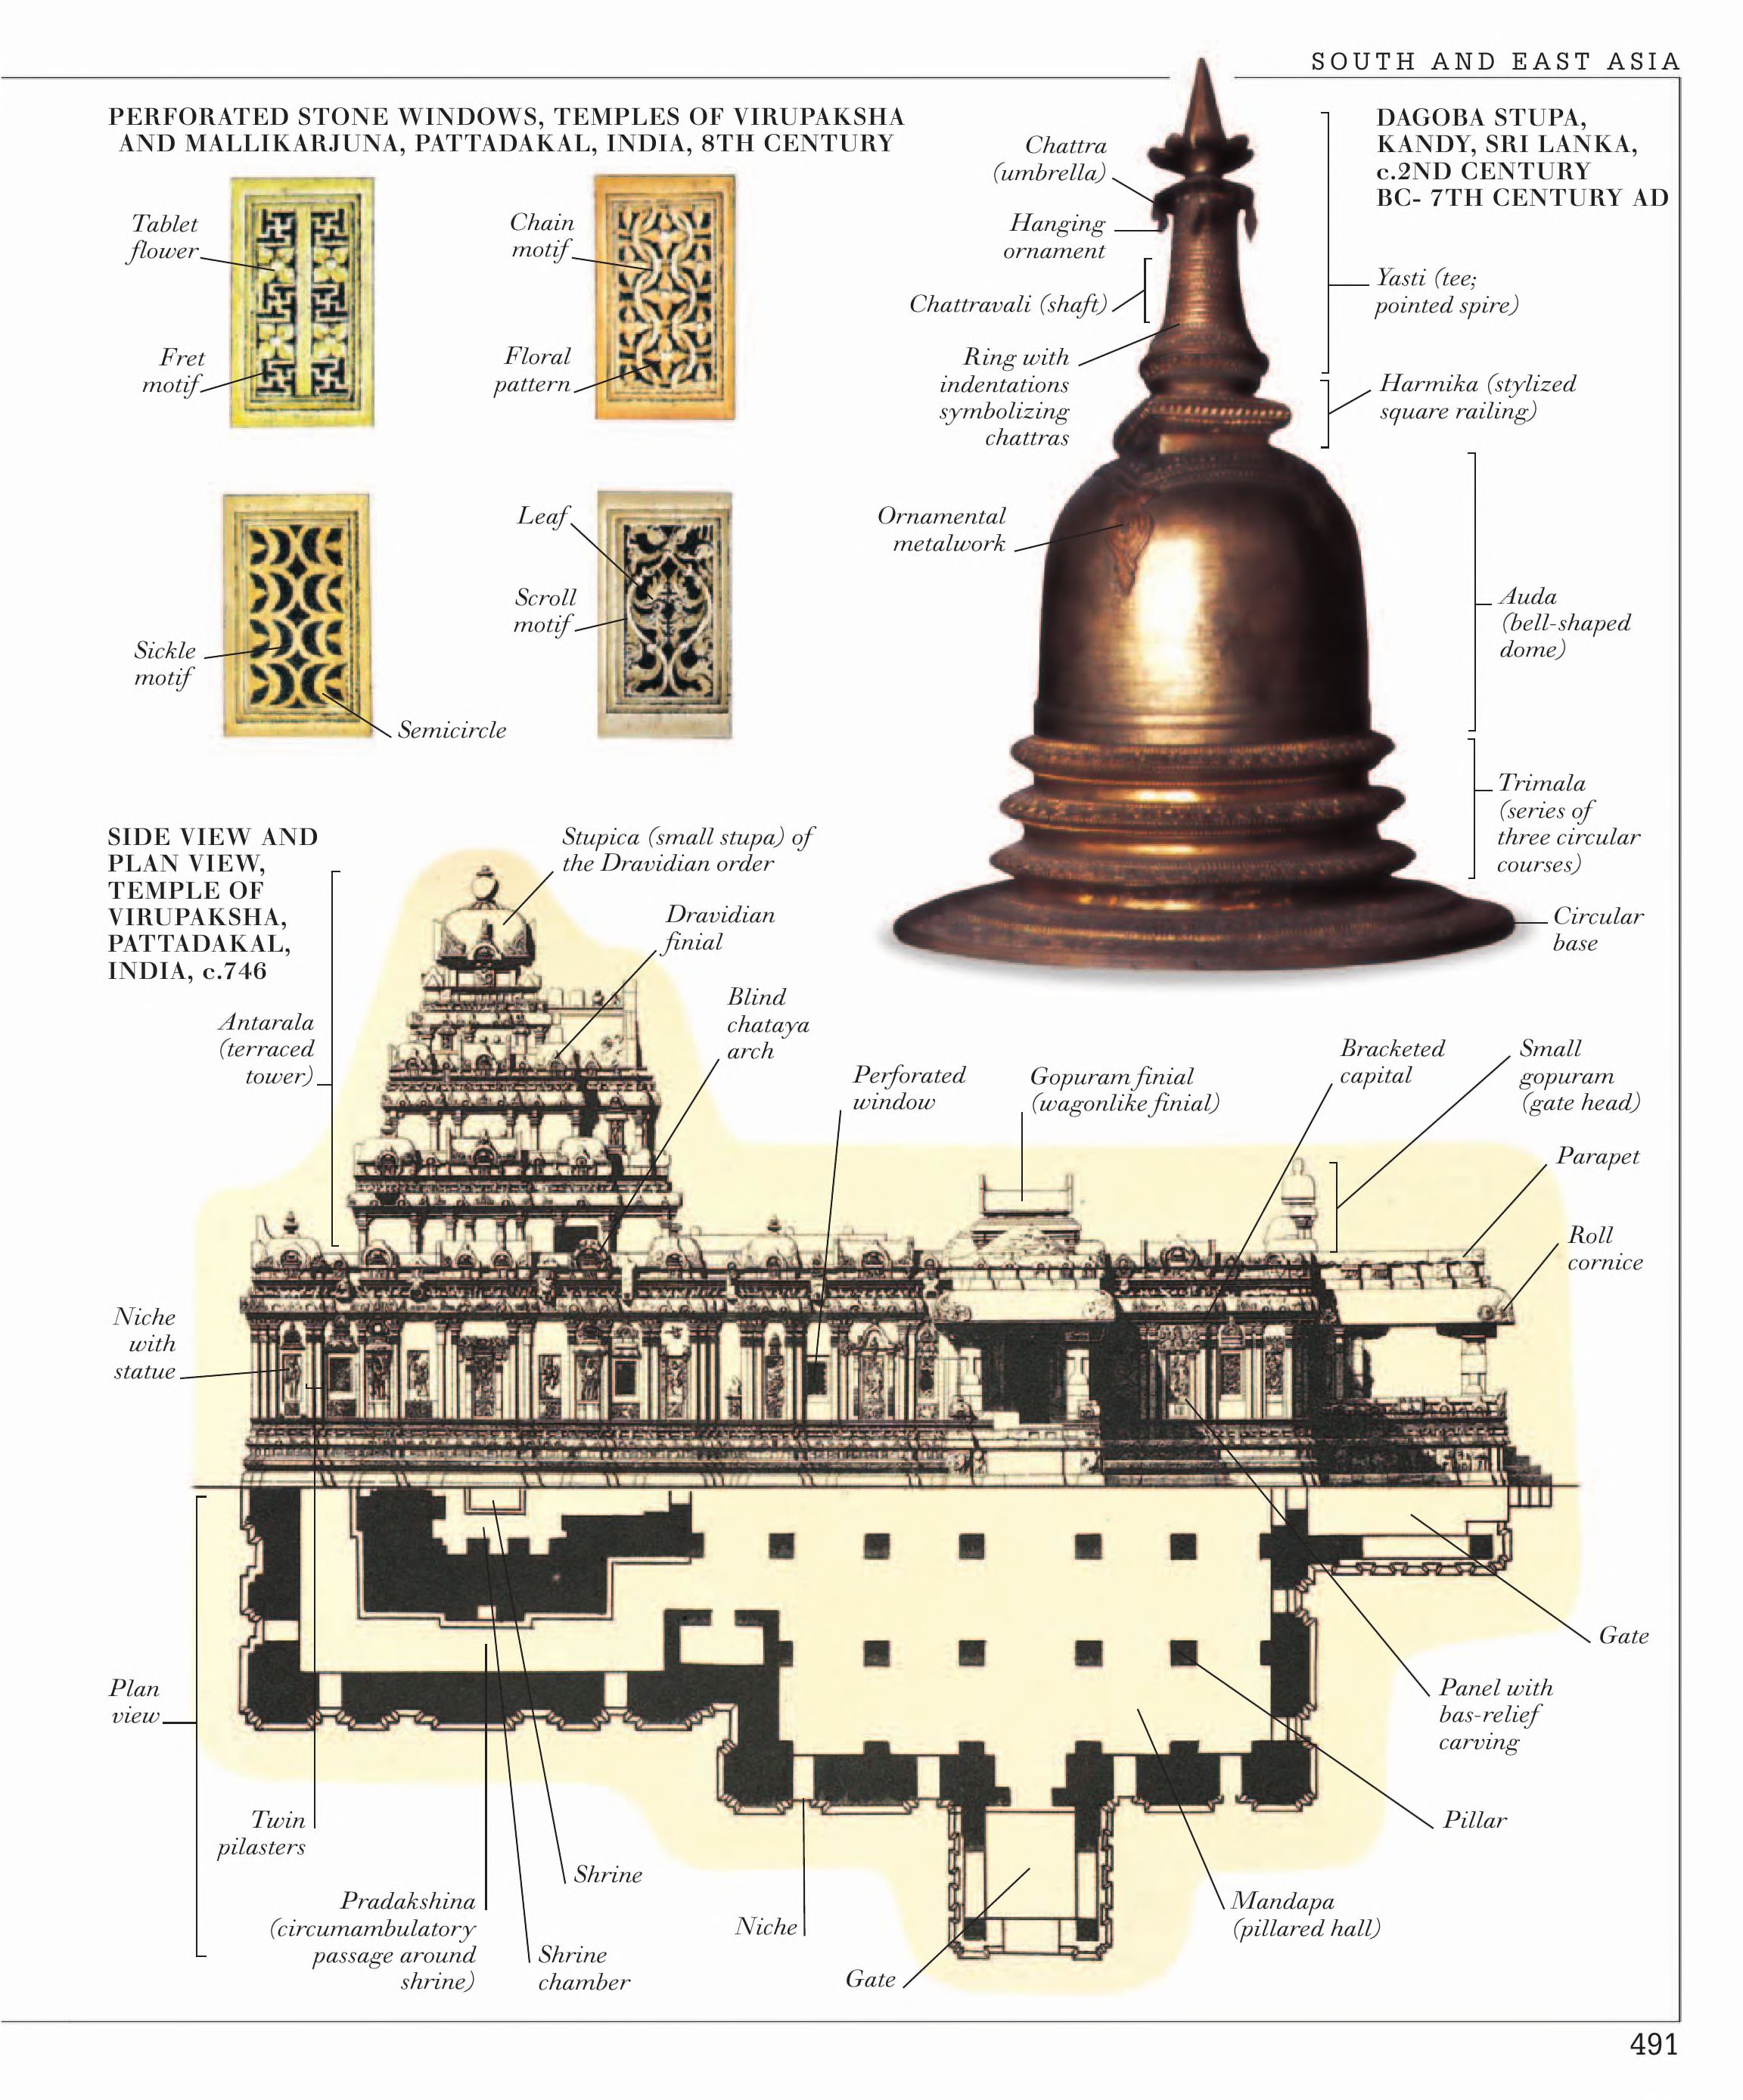 SOUTH AND EAST ASIA
PERFORATED STONE WINDOWS, TEMPLES OF VIRUPAKSHA
AND MALLIKARJUNA, PATTADAKAL, INDIA, 8TH CENTURY
Tablet
flower
Fret
motif
Chain
motif
Floral
pattern
Sickle
motif
Semicircle
Leaf
Scroll
motif
DAGOBA STUPA,
KANDY, SRI LANKA,
c.2ND CENTURY
BC- 7TH CENTURY AD
Chattra
(umbrella)
Hanging
ornament
Chattravali (shaft)
Ring with
indentations
symbolizing
chattras
Ornamental
metalwork
Yasti (tee;
pointed spire)
Harmika (stylized
square railing)
Auda
(bell-shaped
dome)
Trimala
(series of
three circular
courses)
Circular
base
SIDE VIEW AND
PLAN VIEW,
TEMPLE OF
VIRUPAKSHA,
PATTADAKAL,
INDIA, c.746
Stupica (small stupa) of
the Dravidian order
Dravidian
finial
Blind
chataya
arch
Antarala
(terraced
tower)
Perforated
window
Gopuram finial
(wagonlike finial)
Bracketed
capital
Small
gopuram
(gate head)
Parapet
Roll
cornice
Niche
with
statue
Plan
view
Twin
pilasters
Pradakshina
(circumambulatory
passage around
shrine)
Shrine
Shrine
chamber
Niche
Gate
Mandapa
(pillared hall)
Pillar
Panel with
bas-relief
carving
Gate
491